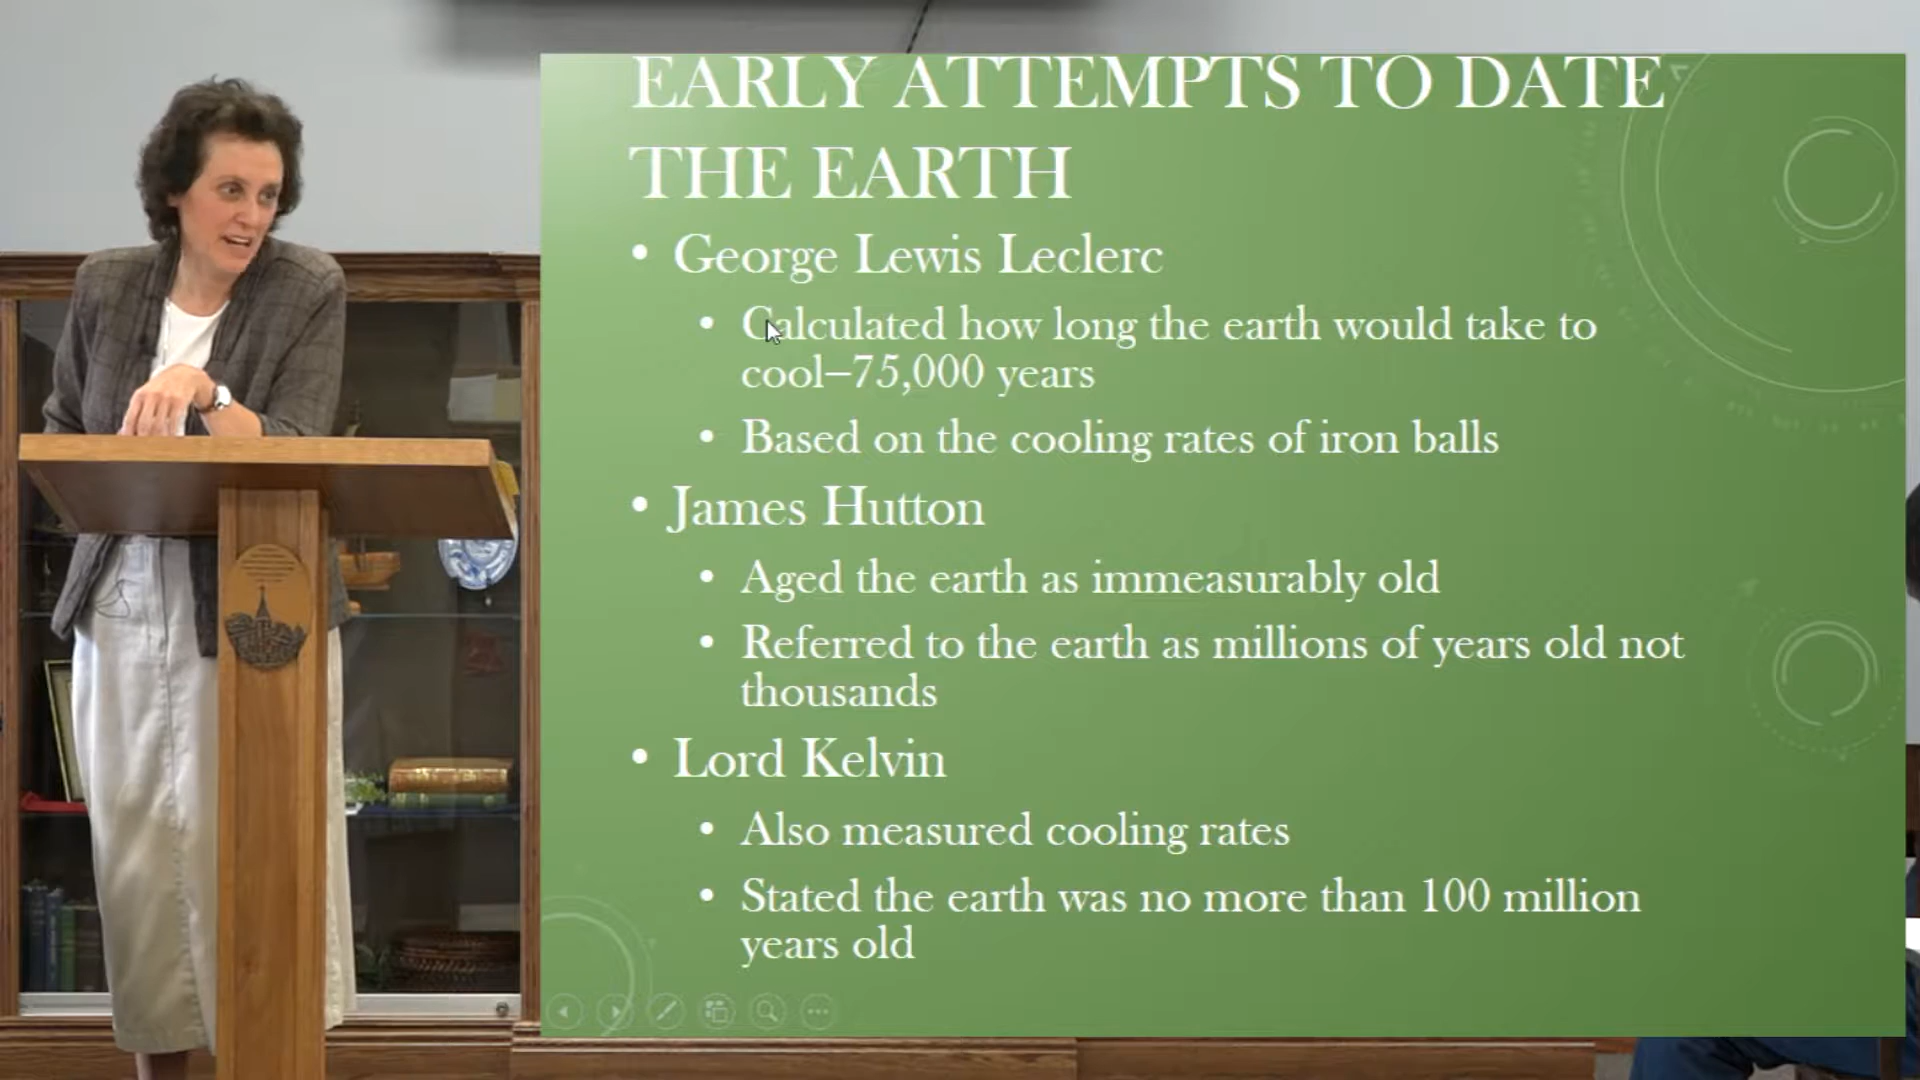 EARLY ATTEMPTS TO DATE
THE EARTH
• George Lewis Leclerc
• Calculated how long the earth would take to
cool–75,000 years
• Based on the cooling rates of iron balls
• James Hutton
• Aged the earth as immeasurably old
• Referred to the earth as millions of years old not
thousands
• Lord Kelvin
• Also measured cooling rates
• Stated the earth was no more than 100 million
years old